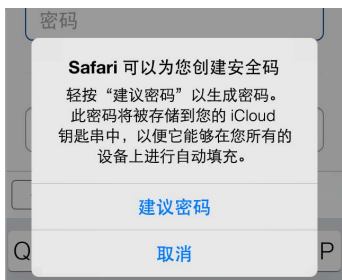 密码
Safari 可以为您创建安全码
轻按“建议密码”以生成密码。
此密码将被存储到您的 iCloud
钥匙串中，以便它能够在您所有的
设备上进行自动填充。
建议密码
取消
Q
P